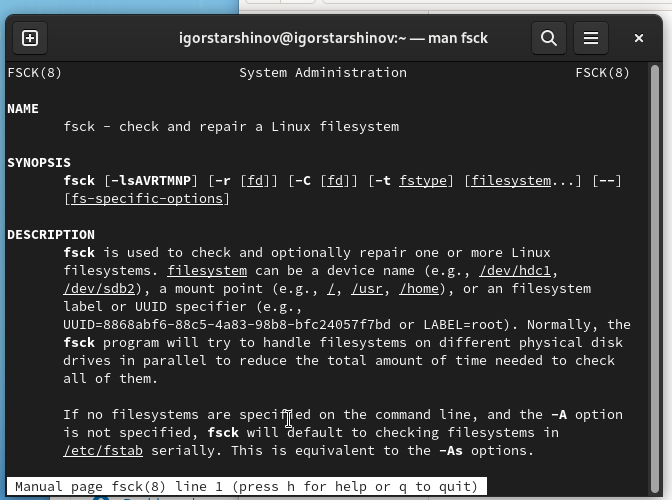 igorstarshinov@igorstarshinov:~ — man fsck
FSCK(8) System Administration FSCK(8)
NAME
fsck - check and repair a Linux filesystem
SYNOPSIS
fsck [-lsAVRTMNP] [-r [fd]] [-C [fd]] [-t fstype] [filesystem...] [--]
[fs-specific-options]
DESCRIPTION
fsck is used to check and optionally repair one or more Linux
filesystems. filesystem can be a device name (e.g., /dev/hdc1,
/dev/sdb2), a mount point (e.g., /, /usr, /home), or an filesystem
label or UUID specifier (e.g.,
UUID=8868abf6-88c5-4a83-98b8-bfc24057f7bd or LABEL=root). Normally, the
fsck program will try to handle filesystems on different physical disk
drives in parallel to reduce the total amount of time needed to check
all of them.
If no filesystems are specified on the command line, and the -A option
is not specified, fsck will default to checking filesystems in
/etc/fstab serially. This is equivalent to the -As options.
Manual page fsck(8) line 1 (press h for help or q to quit)